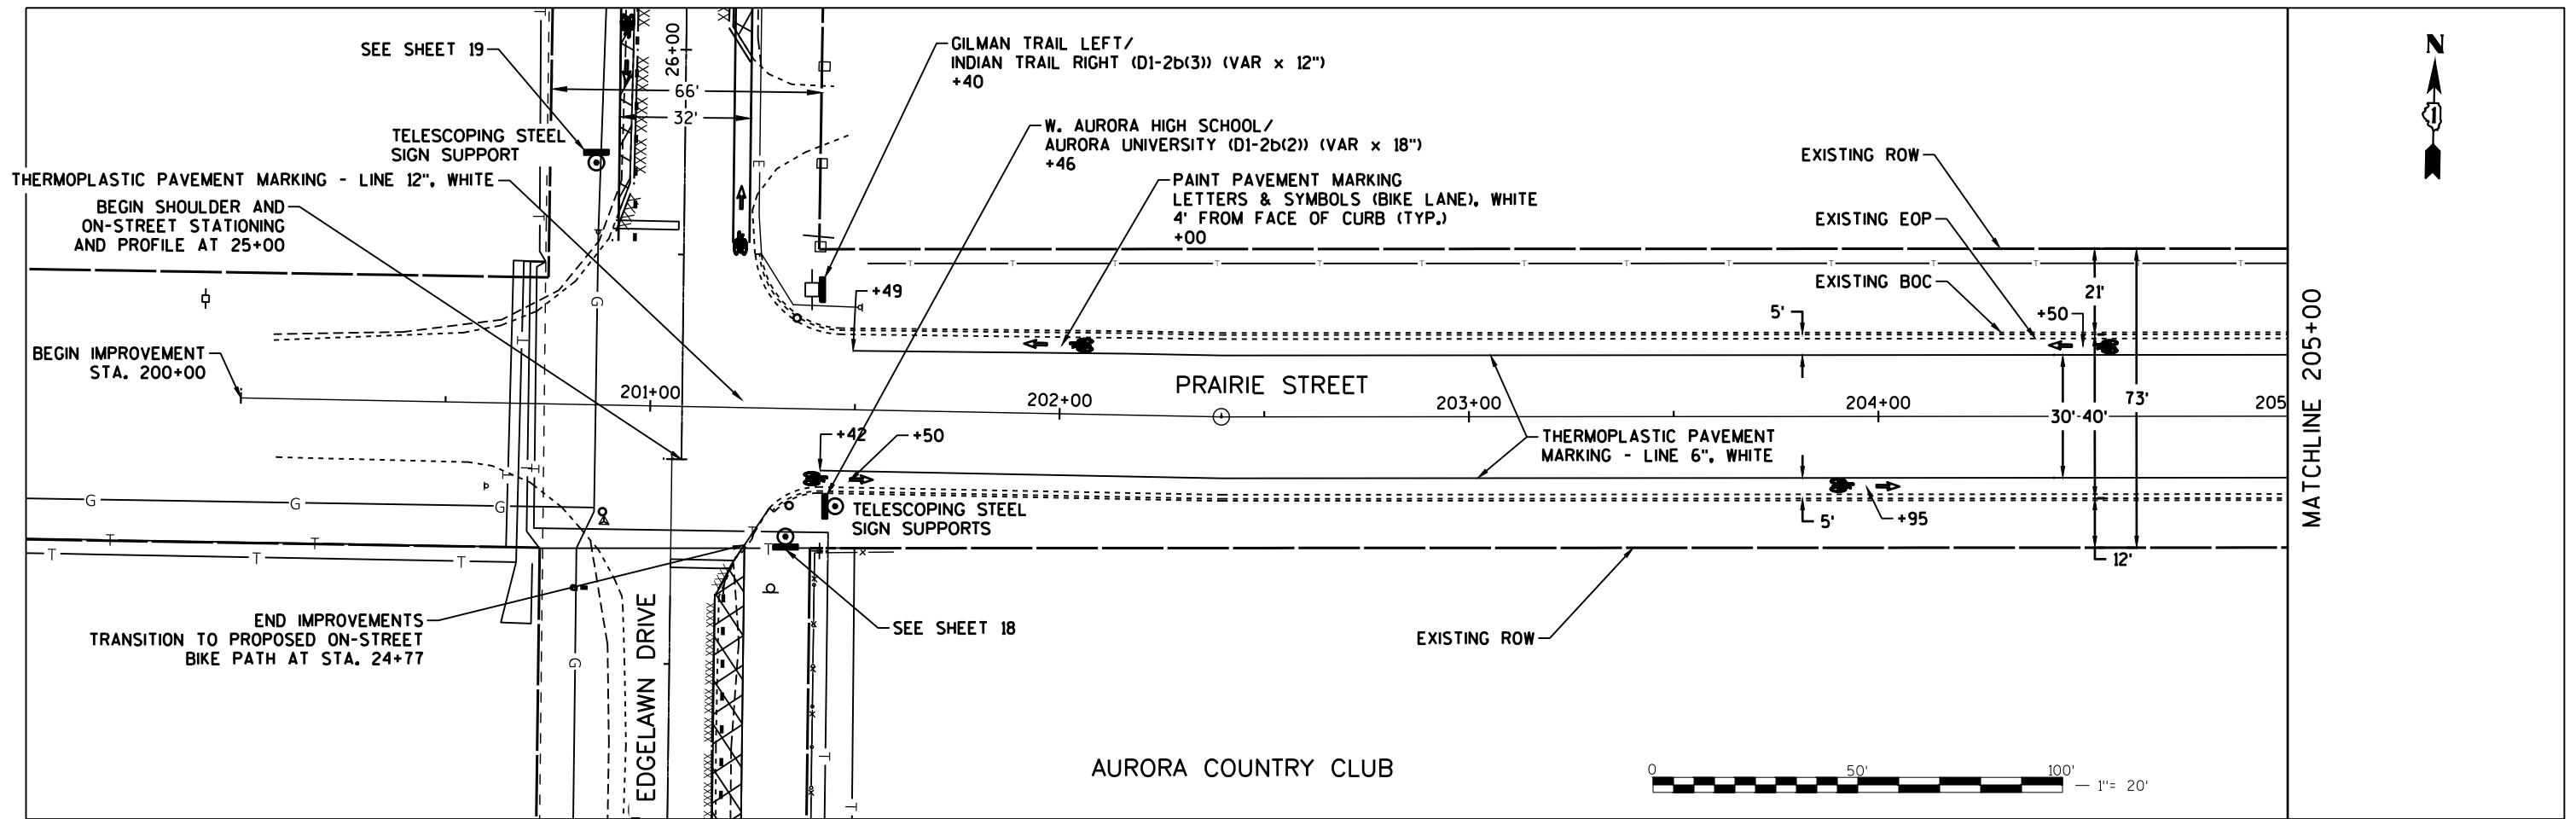 SEE SHEET 19
26+00
66'
32'
GILMAN TRAIL LEFT/
INDIAN TRAIL RIGHT (D1-2b(3)) (VAR x 12")
+40
N
1
TELESCOPING STEEL
SIGN SUPPORT
W. AURORA HIGH SCHOOL/
AURORA UNIVERSITY (D1-2b(2)) (VAR x 18")
+46
THERMOPLASTIC PAVEMENT MARKING - LINE 12", WHITE
PAINT PAVEMENT MARKING
LETTERS & SYMBOLS (BIKE LANE), WHITE
4' FROM FACE OF CURB (TYP.)
+00
EXISTING ROW
BEGIN SHOULDER AND
ON-STREET STATIONING
AND PROFILE AT 25+00
EXISTING EOP
EXISTING BOC
+49
5'
+50
21'
BEGIN IMPROVEMENT
STA. 200+00
PRAIRIE STREET
201+00
202+00
203+00
204+00
205
30'-40'
73'
MATCHLINE 205+00
+42
+50
THERMOPLASTIC PAVEMENT
MARKING - LINE 6", WHITE
TELESCOPING STEEL
SIGN SUPPORTS
5'
+95
12'
G G G
T T T T T
END IMPROVEMENTS
TRANSITION TO PROPOSED ON-STREET
BIKE PATH AT STA. 24+77
SEE SHEET 18
EXISTING ROW
EDGELAWN DRIVE
AURORA COUNTRY CLUB
0 50' 100'
1"= 20'